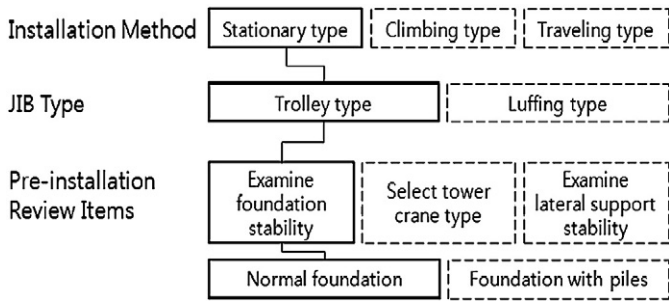 Installation Method
Stationary type
Climbing type
Traveling type
JIB Type
Trolley type
Luffing type
Pre-installation
Review Items
Examine
foundation
stability
Select tower
crane type
Examine
lateral support
stability
Normal foundation
Foundation with piles